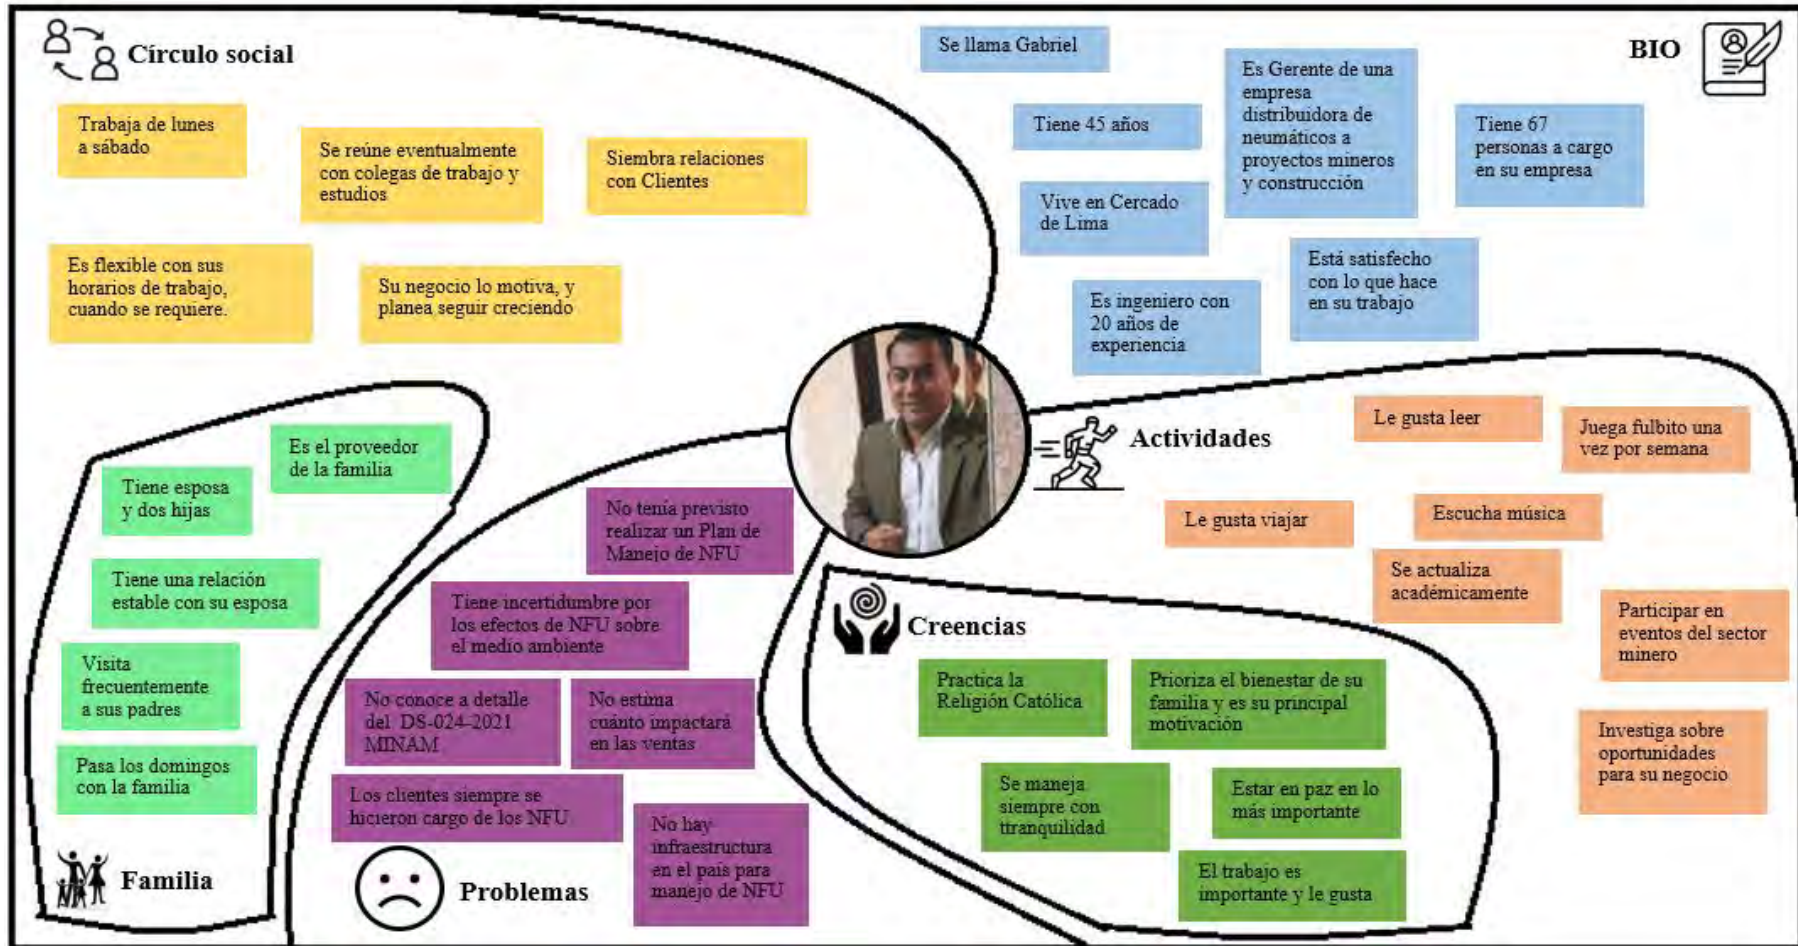 Círculo social
Trabaja de lunes
a sábado
Se reúne eventualmente
con colegas de trabajo y
estudios
Siembra relaciones
con Clientes
Es flexible con sus
horarios de trabajo,
cuando se requiere.
Su negocio lo motiva, y
planea seguir creciendo
BIO
Se llama Gabriel
Tiene 45 años
Es Gerente de una
empresa
distribuidora de
neumáticos a
proyectos mineros
y construcción
Tiene 67
personas a cargo
en su empresa
Vive en Cercado
de Lima
Está satisfecho
con lo que hace
en su trabajo
Es ingeniero con
20 años de
experiencia
Es el proveedor
de la familia
Tiene esposa
y dos hijas
Tiene una relación
estable con su esposa
Visita
frecuentemente
a sus padres
Pasa los domingos
con la familia
Familia
No tenía previsto
realizar un Plan de
Manejo de NFU
Tiene incertidumbre por
los efectos de NFU sobre
el medio ambiente
No conoce a detalle
del DS-024-2021
MINAM
No estima
cuánto impactará
en las ventas
Los clientes siempre se
hicieron cargo de los NFU
No hay
infraestructura
en el país para
manejo de NFU
Problemas
Actividades
Le gusta leer
Juega fulbito una
vez por semana
Le gusta viajar
Escucha música
Se actualiza
académicamente
Participar en
eventos del sector
minero
Investiga sobre
oportunidades
para su negocio
Creencias
Practica la
Religión Católica
Prioriza el bienestar de su
familia y es su principal
motivación
Se maneja
siempre con
ttranquilidad
Estar en paz en lo
más importante
El trabajo es
importante y le gusta